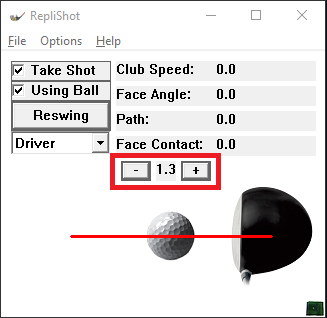 RepliShot
File Options Help
Take Shot Club Speed: 0.0
Using Ball Face Angle: 0.0
Reswing Path: 0.0
Driver Face Contact: 0.0
- 1.3 +